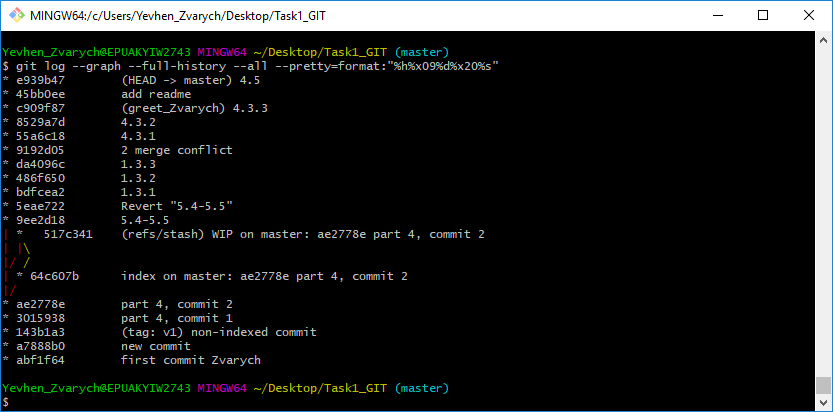 MINGW64:/c/Users/Yevhen_Zvarych/Desktop/Task1_GIT
Yevhen_Zvarych@EPUAKYIW2743 MINGW64 ~/Desktop/Task1_GIT (master)
$ git log --graph --full-history --all --pretty=format:"%h%x09%d%x20%s"
* e939b47        (HEAD -> master) 4.5
* 45bb0ee        add readme
* c909f87        (greet_Zvarych) 4.3.3
* 8529a7d        4.3.2
* 55a6c18        4.3.1
* 9192d05        2 merge conflict
* da4096c        1.3.3
* 486f650        1.3.2
* bdfcea2        1.3.1
* 5eae722        Revert "5.4-5.5"
* 9ee2d18        5.4-5.5
| *   517c341    (refs/stash) WIP on master: ae2778e part 4, commit 2
| |\
|/ /
| * 64c607b      index on master: ae2778e part 4, commit 2
|/
* ae2778e        part 4, commit 2
* 3015938        part 4, commit 1
* 143b1a3        (tag: v1) non-indexed commit
* a7888b0        new commit
* abf1f64        first commit Zvarych
Yevhen_Zvarych@EPUAKYIW2743 MINGW64 ~/Desktop/Task1_GIT (master)
$